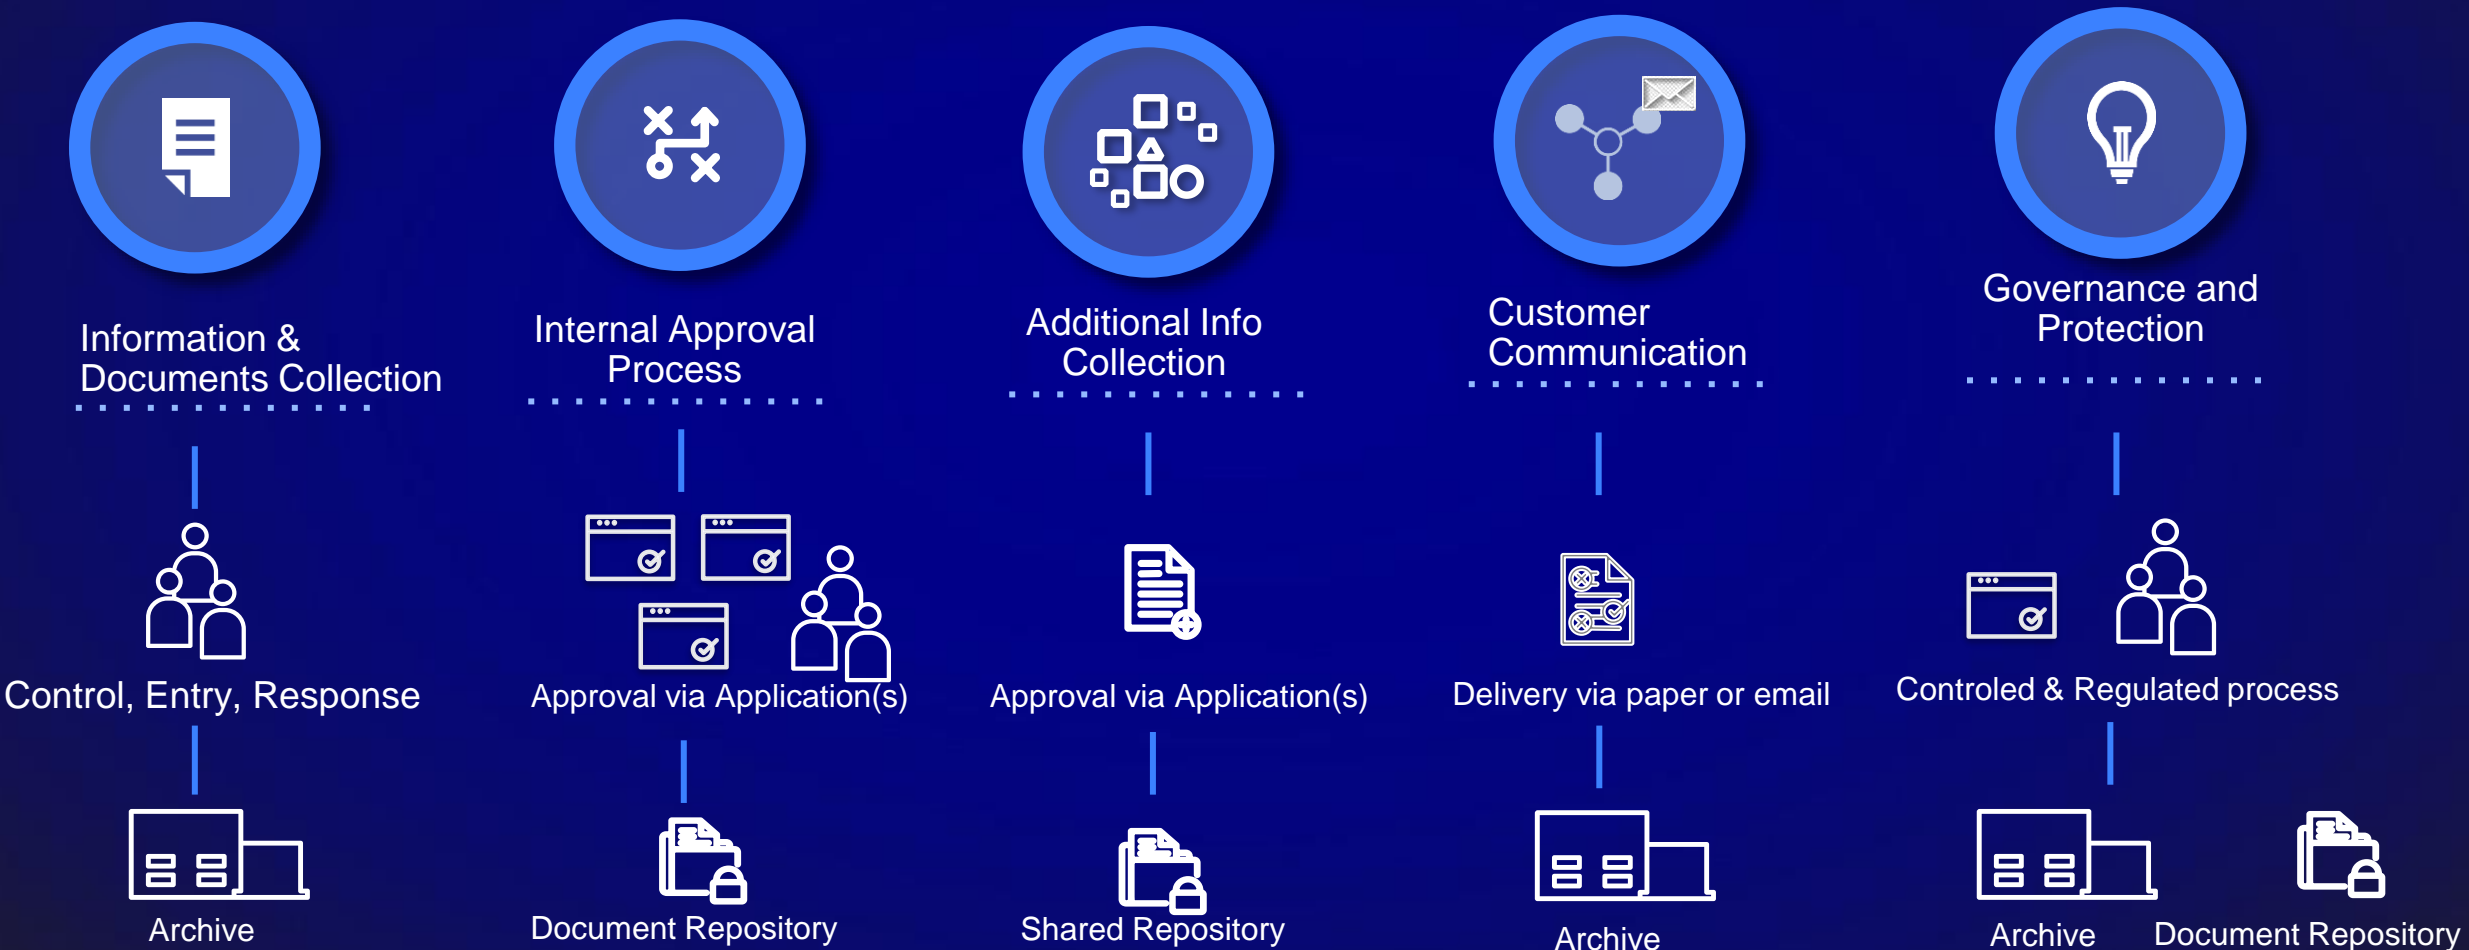 Information &
Documents Collection
Control, Entry, Response
Archive
Internal Approval
Process
Approval via Application(s)
Document Repository
Additional Info
Collection
Approval via Application(s)
Shared Repository
Customer
Communication
Delivery via paper or email
Archive
Governance and
Protection
Controled & Regulated process
Archive
Document Repository